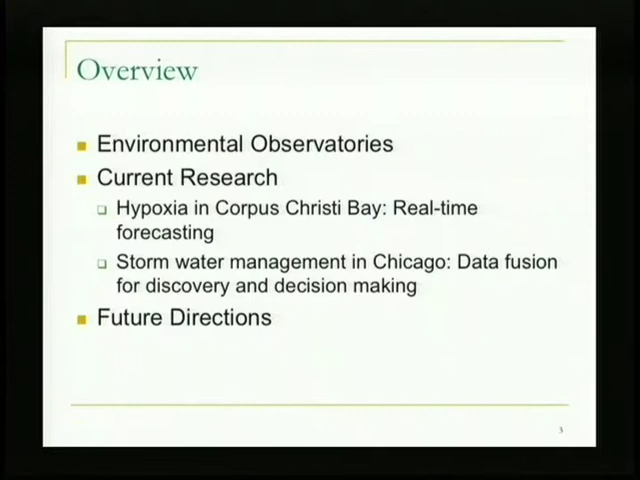 Overview
Environmental Observatories
Current Research
Hypoxia in Corpus Christi Bay: Real-time
forecasting
Storm water management in Chicago: Data fusion
for discovery and decision making
Future Directions
3